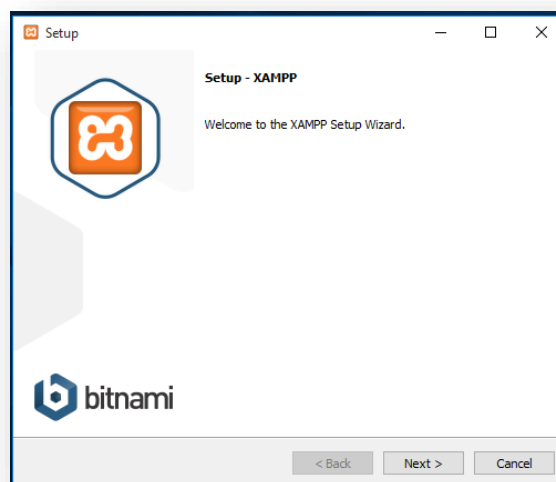 Setup
Setup - XAMPP
Welcome to the XAMPP Setup Wizard.
bitnami
< Back
Next >
Cancel